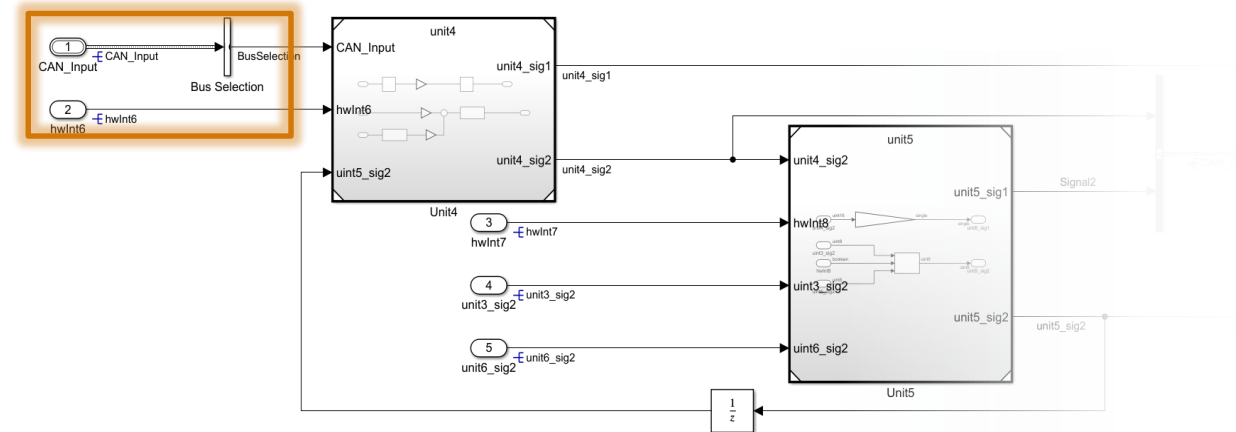 unit4
1
CAN_Input
CAN_Input
BusSelection
Bus Selection
CAN_Input
unit4_sig1
unit4_sig1
2
hwInt6
hwInt6
hwInt6
unit4_sig2
unit4_sig2
uint5_sig2
Unit4
unit5
unit4_sig2
unit5_sig1
Signal2
3
hwInt7
hwInt7
hwInt8
4
unit3_sig2
unit3_sig2
uint3_sig2
unit5_sig2
unit5_sig2
5
unit6_sig2
unit6_sig2
uint6_sig2
Unit5
1
z